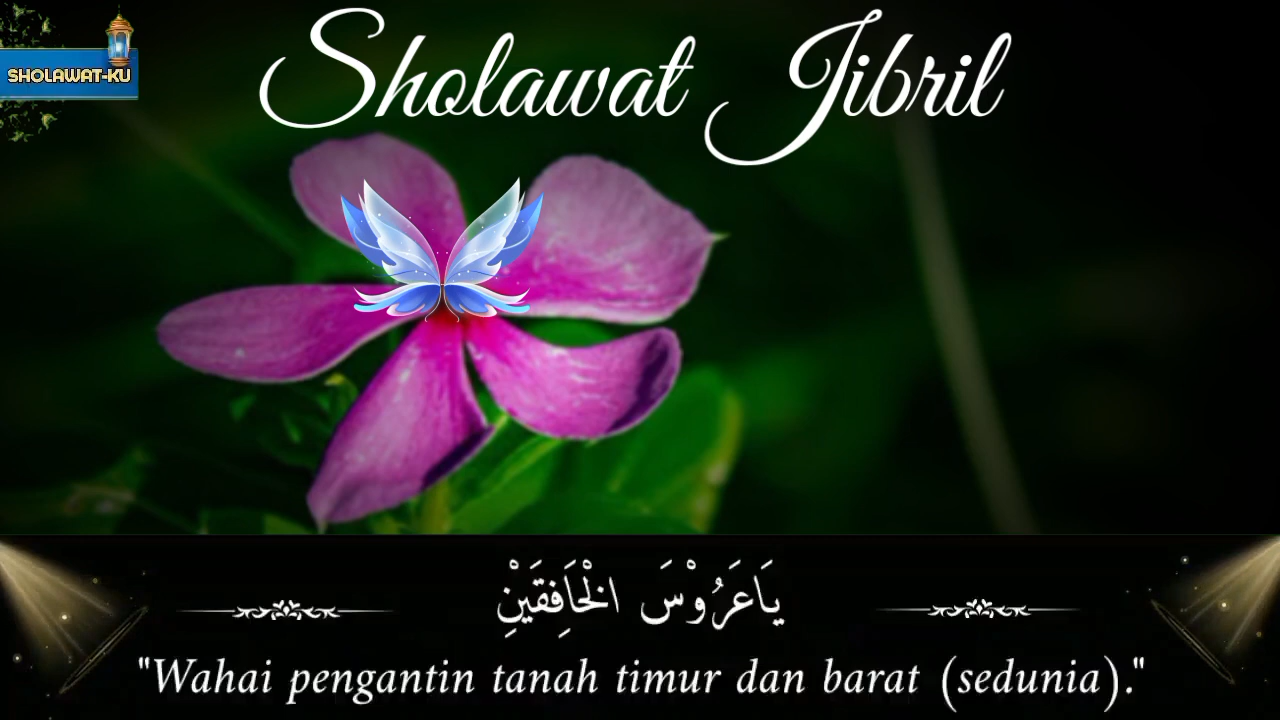 SHOLAWAT-KU
Sholawat Jibril
يَاعَرُوْسَ الْخَافِقَيْنِ
"Wahai pengantin tanah timur dan barat (sedunia)."